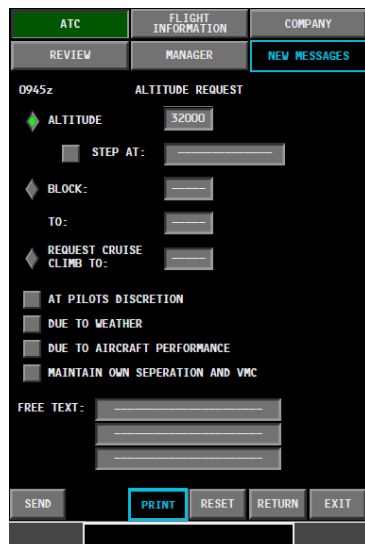 ATC
FLIGHT
INFORMATION
COMPANY
REVIEW
MANAGER
NEW MESSAGES
0945z ALTITUDE REQUEST
ALTITUDE 32000
STEP AT: --------------
BLOCK: -----
TO: -----
REQUEST CRUISE
CLIMB TO: -----
AT PILOTS DISCRETION
DUE TO WEATHER
DUE TO AIRCRAFT PERFORMANCE
MAINTAIN OWN SEPERATION AND VMC
FREE TEXT: ----------------------
----------------------
----------------------
SEND PRINT RESET RETURN EXIT